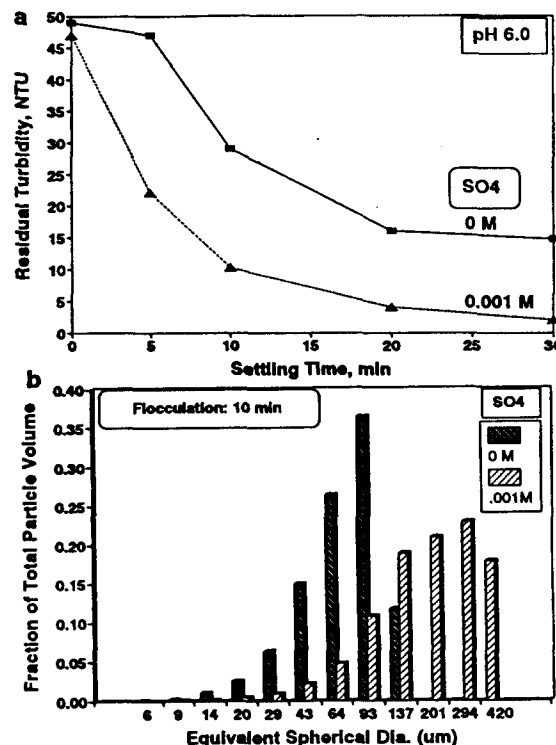 a
pH 6.0
50
45
40
35
30
25
20
15
10
5
0
Residual Turbidity, NTU
SO4
0 M
0.001 M
0 5 10 15 20 25 30
Settling Time, min
b
Flocculation: 10 min
SO4
0 M
.001M
0.40
0.35
0.30
0.25
0.20
0.15
0.10
0.05
0.00
Fraction of Total Particle Volume
6 9 14 20 29 43 64 93 137 201 294 420
Equivalent Spherical Dia. (um)